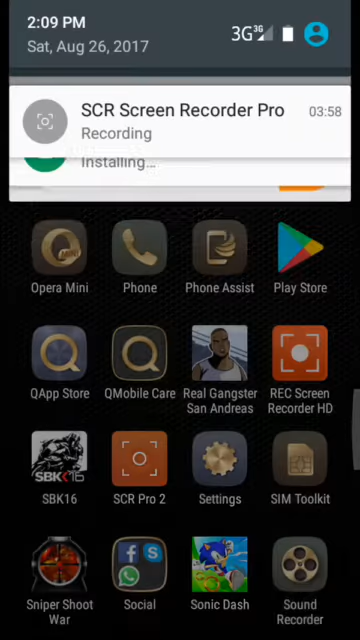 2:09 PM
Sat, Aug 26, 2017
3G 3G
SCR Screen Recorder Pro 03:58
Recording
Installing...
Opera Mini Phone Phone Assist Play Store
QApp Store QMobile Care Real Gangster San Andreas REC Screen Recorder HD
SBK16
SBK16 SCR Pro 2 Settings SIM Toolkit
Sniper Shoot War Social Sonic Dash Sound Recorder